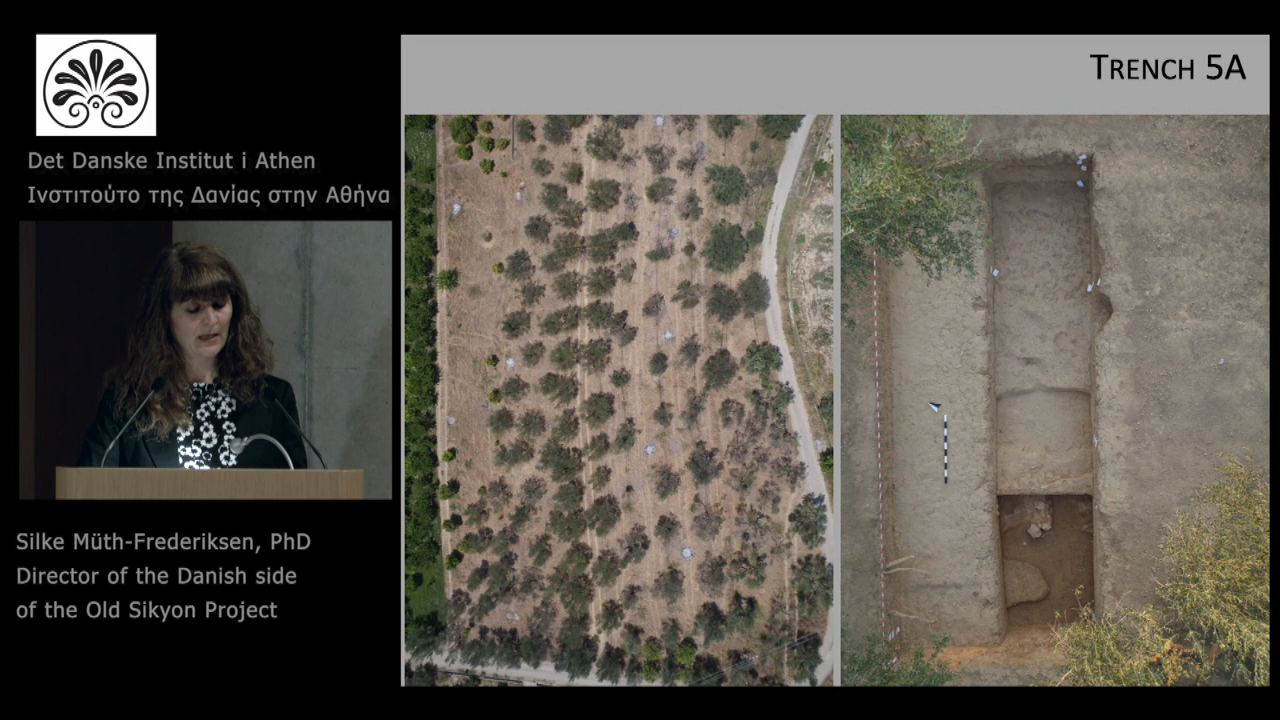 Det Danske Institut i Athen
Ινστιτούτο της Δανίας στην Αθήνα
Silke Müth-Frederiksen, PhD
Director of the Danish side
of the Old Sikyon Project
TRENCH 5A